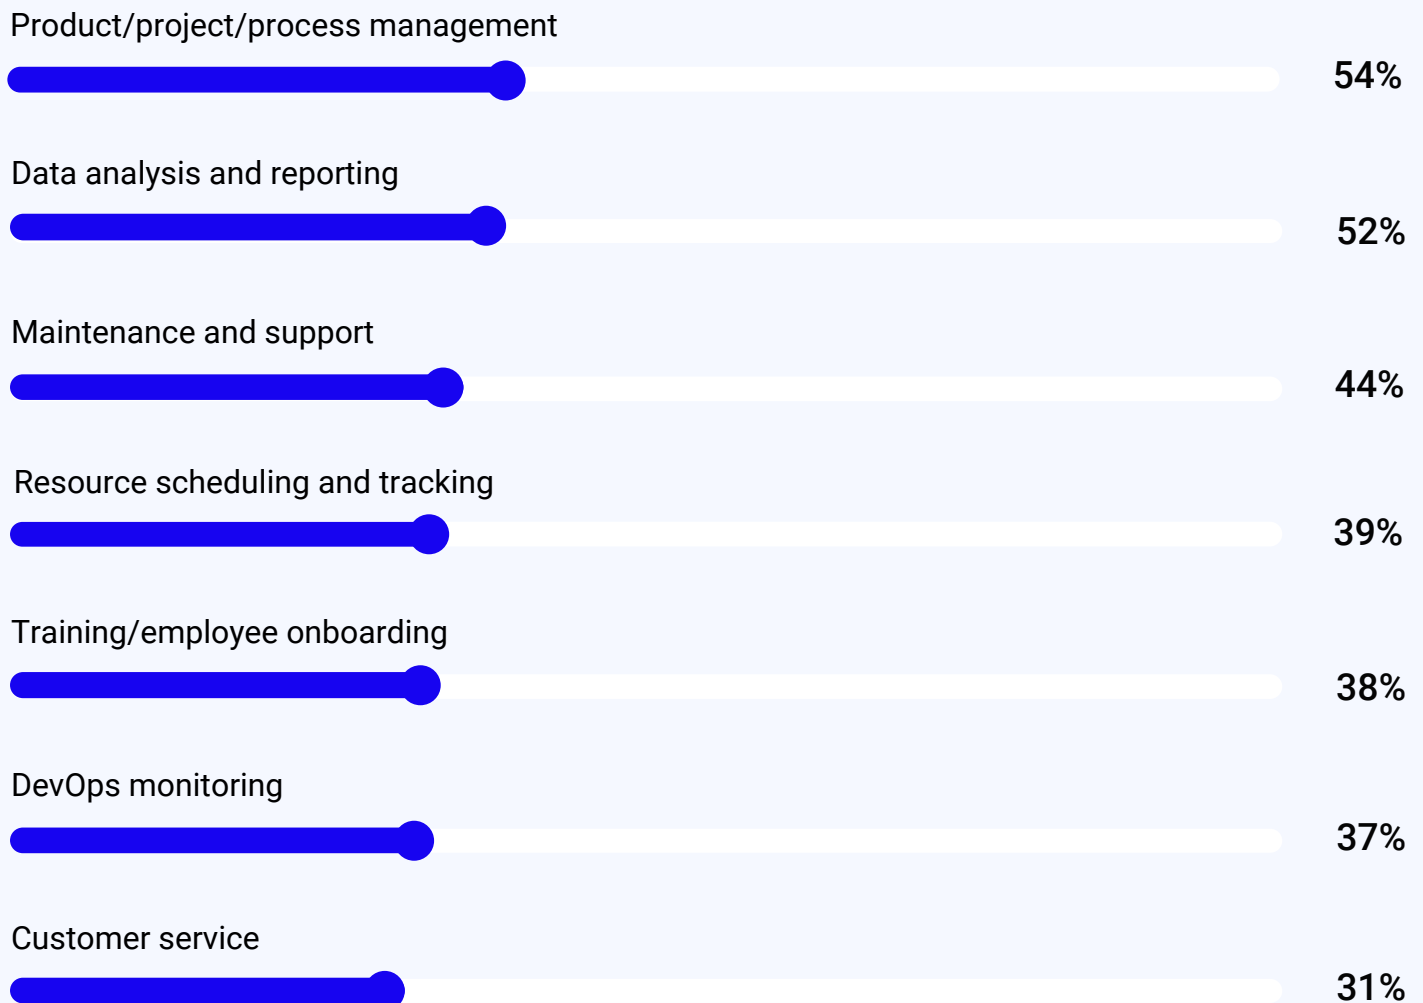 Product/project/process management
54%
Data analysis and reporting
52%
Maintenance and support
44%
Resource scheduling and tracking
39%
Training/employee onboarding
38%
DevOps monitoring
37%
Customer service
31%